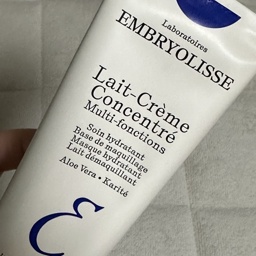 Laboratoires
EMBRYOLISSE
Lait-Crème
Concentré
Multi-fonctions
Soin hydratant
Base de maquillage
Masque hydratant
Lait démaquillant
Aloe Vera • Karité
E